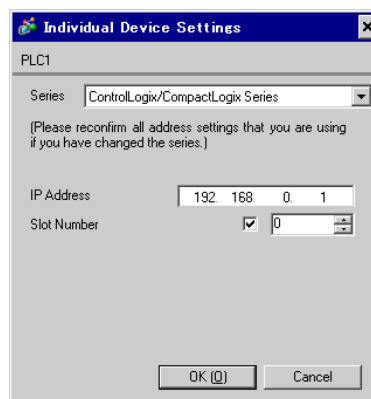 Individual Device Settings
PLC1
Series ControlLogix/CompactLogix Series
(Please reconfirm all address settings that you are using
if you have changed the series.)
IP Address 192. 168. 0. 1
Slot Number 0
OK (O) Cancel